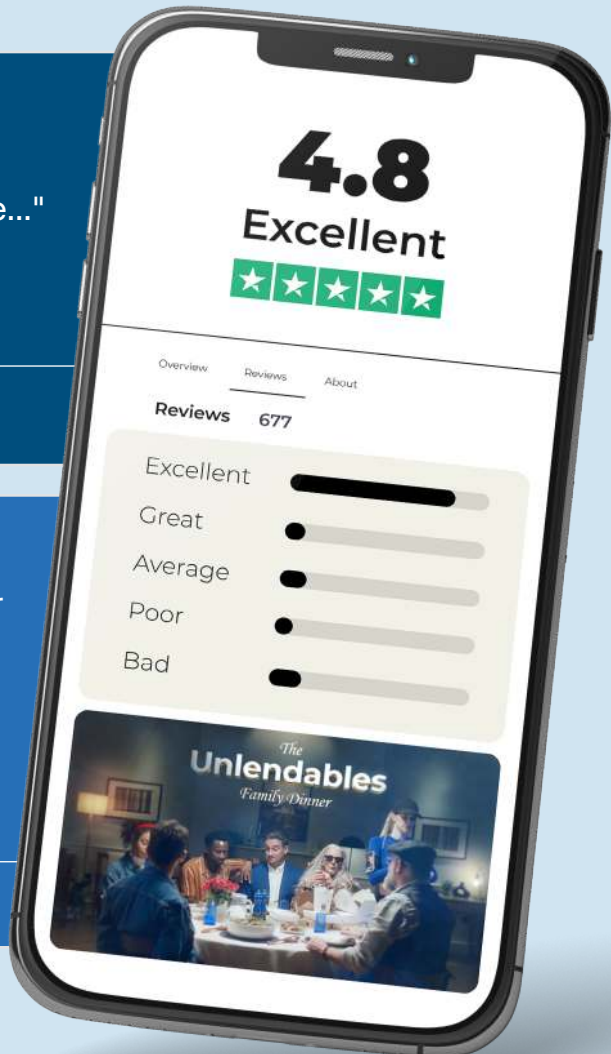 e..."
4.8
Excellent
Overview Reviews About
Reviews 677
Excellent
Great
Average
Poor
Bad
The
Unlendables
Family Dinner